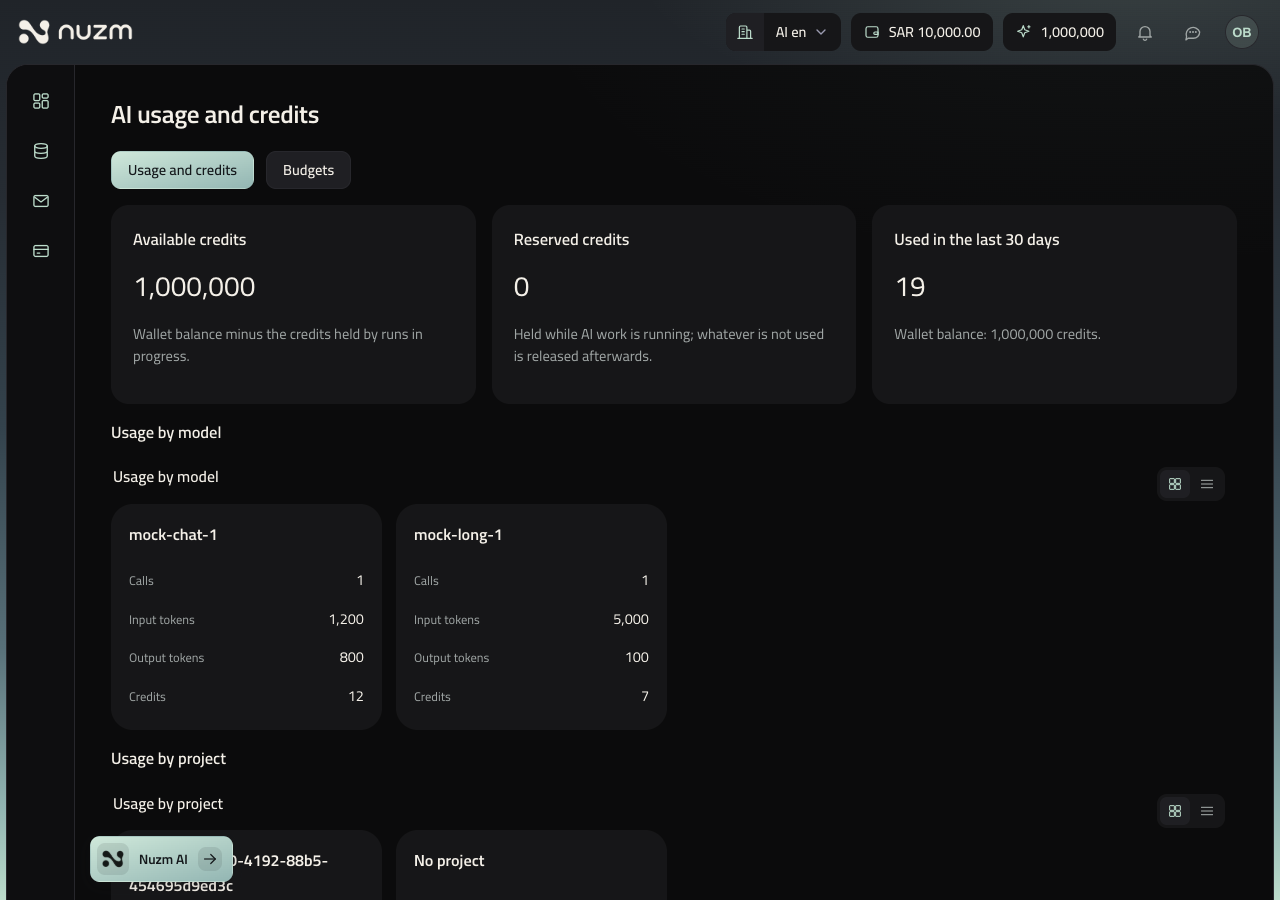 nuzm
AI en
SAR 10,000.00
1,000,000
OB
AI usage and credits
Usage and credits
Budgets
Available credits
1,000,000
Wallet balance minus the credits held by runs in
progress.
Reserved credits
0
Held while AI work is running; whatever is not used
is released afterwards.
Used in the last 30 days
19
Wallet balance: 1,000,000 credits.
Usage by model
Usage by model
mock-chat-1
Calls
1
Input tokens
1,200
Output tokens
800
Credits
12
mock-long-1
Calls
1
Input tokens
5,000
Output tokens
100
Credits
7
Usage by project
Usage by project
-4192-88b5-
454695d9ed3c
No project
Nuzm AI